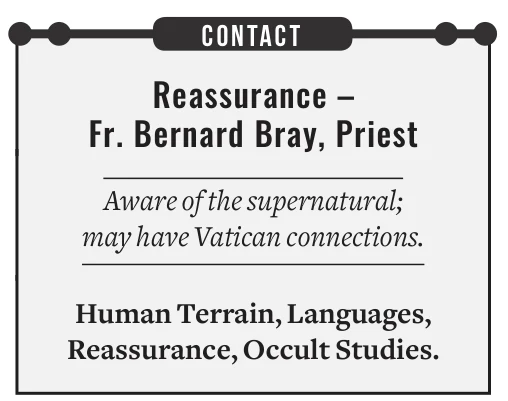 CONTACT
Reassurance –
Fr. Bernard Bray, Priest
Aware of the supernatural;
may have Vatican connections.
Human Terrain, Languages,
Reassurance, Occult Studies.